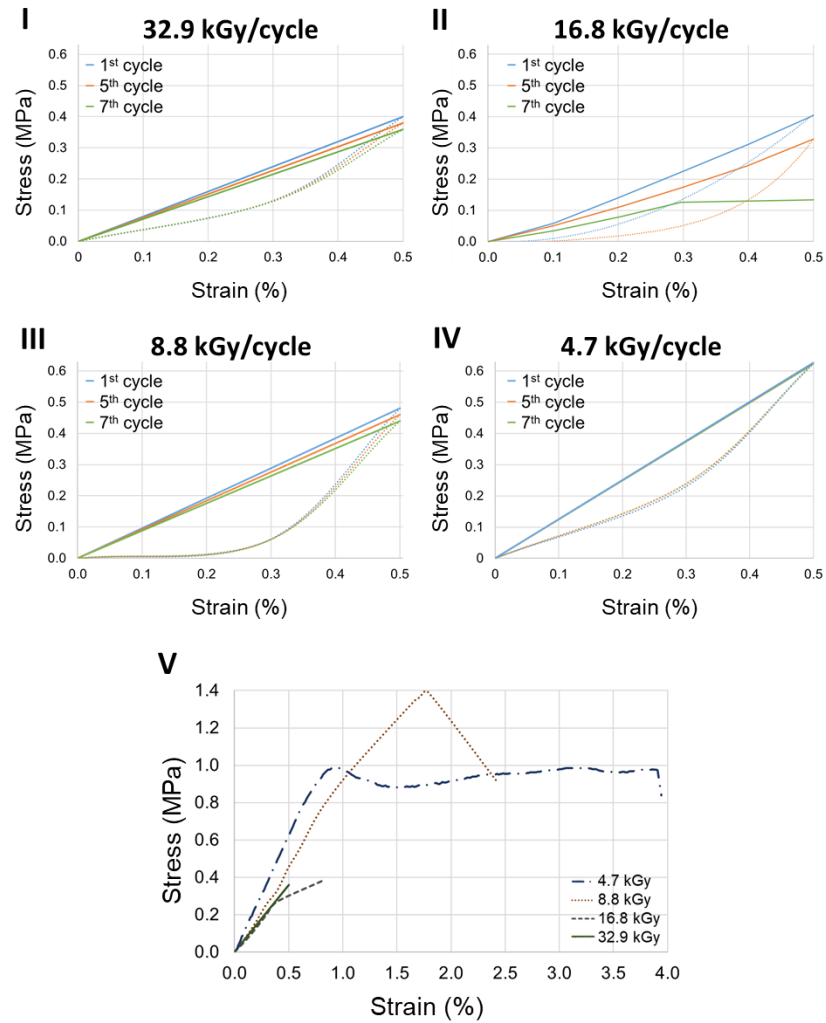 I
32.9 kGy/cycle
0.6
0.5
0.4
0.3
0.2
0.1
0.0
Stress (MPa)
1st cycle
5th cycle
7th cycle
0.0 0.1 0.2 0.3 0.4 0.5
Strain (%)
II
16.8 kGy/cycle
0.6
0.5
0.4
0.3
0.2
0.1
0.0
Stress (MPa)
1st cycle
5th cycle
7th cycle
0.0 0.1 0.2 0.3 0.4 0.5
Strain (%)
III
8.8 kGy/cycle
0.6
0.5
0.4
0.3
0.2
0.1
0.0
Stress (MPa)
1st cycle
5th cycle
7th cycle
0.0 0.1 0.2 0.3 0.4 0.5
Strain (%)
IV
4.7 kGy/cycle
0.6
0.5
0.4
0.3
0.2
0.1
0
Stress (MPa)
1st cycle
5th cycle
7th cycle
0 0.1 0.2 0.3 0.4 0.5
Strain (%)
V
1.4
1.2
1.0
0.8
0.6
0.4
0.2
0.0
Stress (MPa)
4.7 kGy
8.8 kGy
16.8 kGy
32.9 kGy
0.0 0.5 1.0 1.5 2.0 2.5 3.0 3.5 4.0
Strain (%)